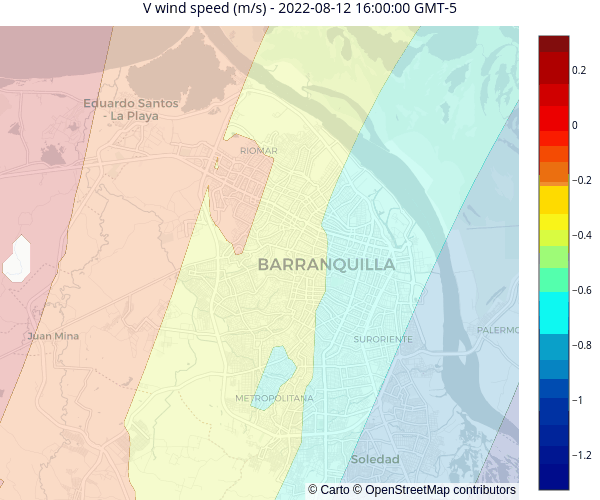 V wind speed (m/s) - 2022-08-12 16:00:00 GMT-5
Eduardo Santos
- La Playa
RIOMAR
BARRANQUILLA
Juan Mina
SURORIENTE
PALERMO
METROPOLITANA
Soledad
© Carto © OpenStreetMap contributors
0.2
0
−0.2
−0.4
−0.6
−0.8
−1
−1.2